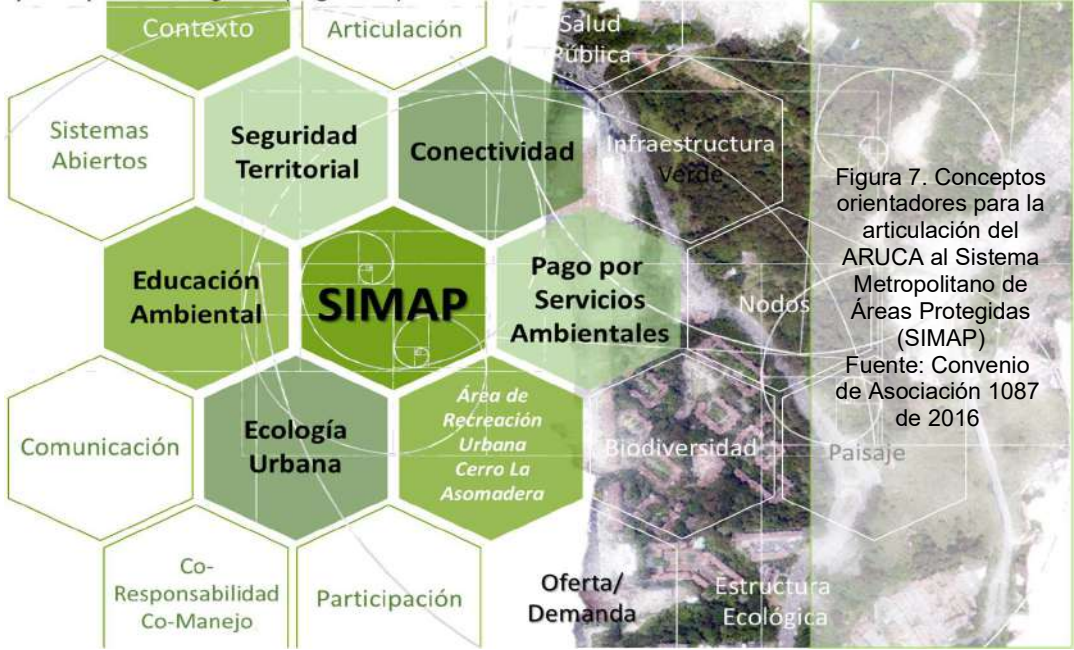 Contexto
Articulación
Salud
Pública
Sistemas
Abiertos
Seguridad
Territorial
Conectividad
Infraestructura
Verde
Educación
Ambiental
SIMAP
Pago por
Servicios
Ambientales
Nodos
Comunicación
Ecología
Urbana
Área de
Recreación
Urbana
Cerro La
Asomadera
Biodiversidad
Paisaje
Co-
Responsabilidad
Co-Manejo
Participación
Oferta/
Demanda
Estructura
Ecológica
Figura 7. Conceptos
orientadores para la
articulación del
ARUCA al Sistema
Metropolitano de
Áreas Protegidas
(SIMAP)
Fuente: Convenio
de Asociación 1087
de 2016